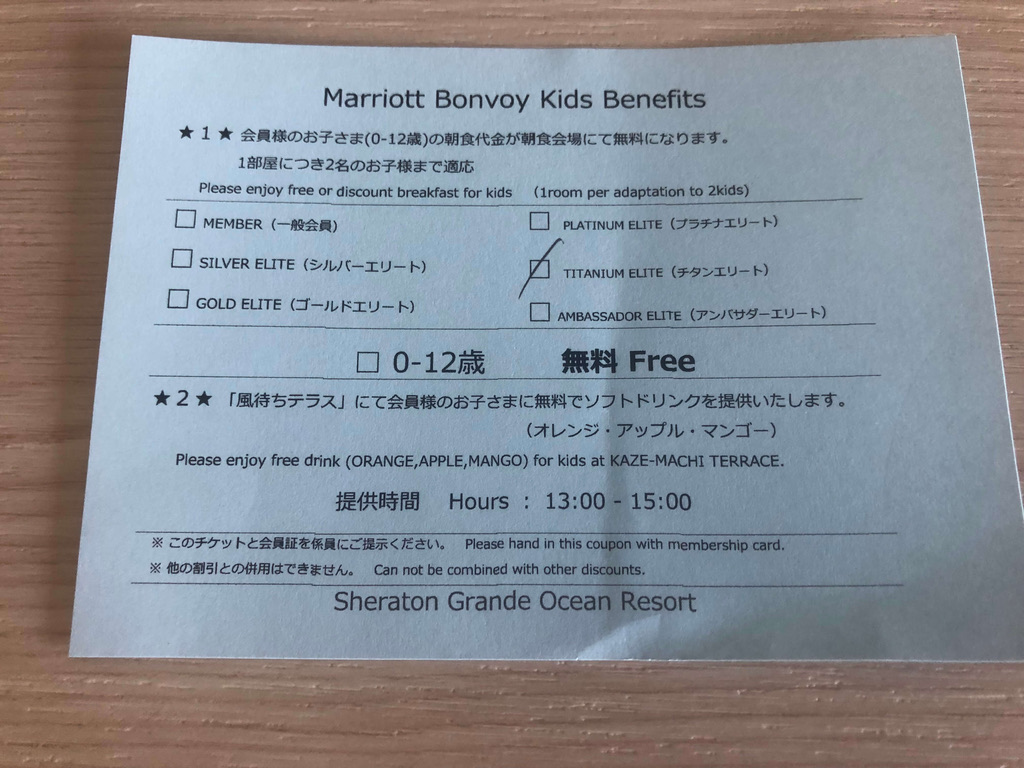 Marriott Bonvoy Kids Benefits
★1★ 会員様のお子さま(0-12歳)の朝食代金が朝食会場にて無料になります。
1部屋につき2名のお子様まで適応
Please enjoy free or discount breakfast for kids (1room per adaptation to 2kids)
□ MEMBER（一般会員） □ PLATINUM ELITE（プラチナエリート）
□ SILVER ELITE（シルバーエリート） □ TITANIUM ELITE（チタンエリート）
□ GOLD ELITE（ゴールドエリート） □ AMBASSADOR ELITE（アンバサダーエリート）
□ 0-12歳 無料 Free
★2★ 「風待ちテラス」にて会員様のお子さまに無料でソフトドリンクを提供いたします。
（オレンジ・アップル・マンゴー）
Please enjoy free drink (ORANGE,APPLE,MANGO) for kids at KAZE-MACHI TERRACE.
提供時間 Hours : 13:00 - 15:00
※ このチケットと会員証を係員にご提示ください。 Please hand in this coupon with membership card.
※ 他の割引との併用はできません。 Can not be combined with other discounts.
Sheraton Grande Ocean Resort